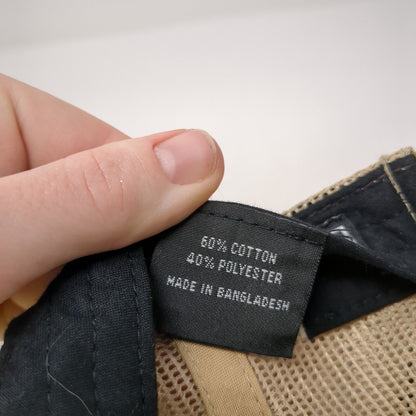 60% COTTON
40% POLYESTER
MADE IN BANGLADESH